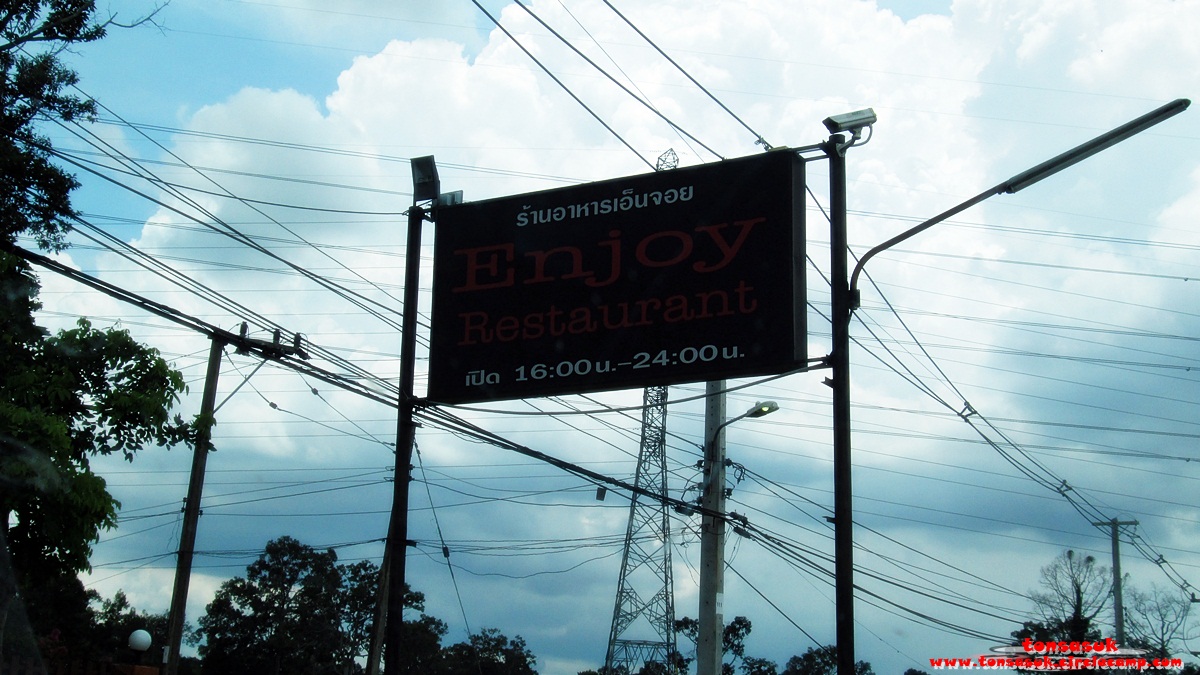 ร้านอาหารเอ็นจอย
Enjoy
Restaurant
เปิด 16:00น.-24:00น.
tonsasok
www.tonsasok.circlecamp.com